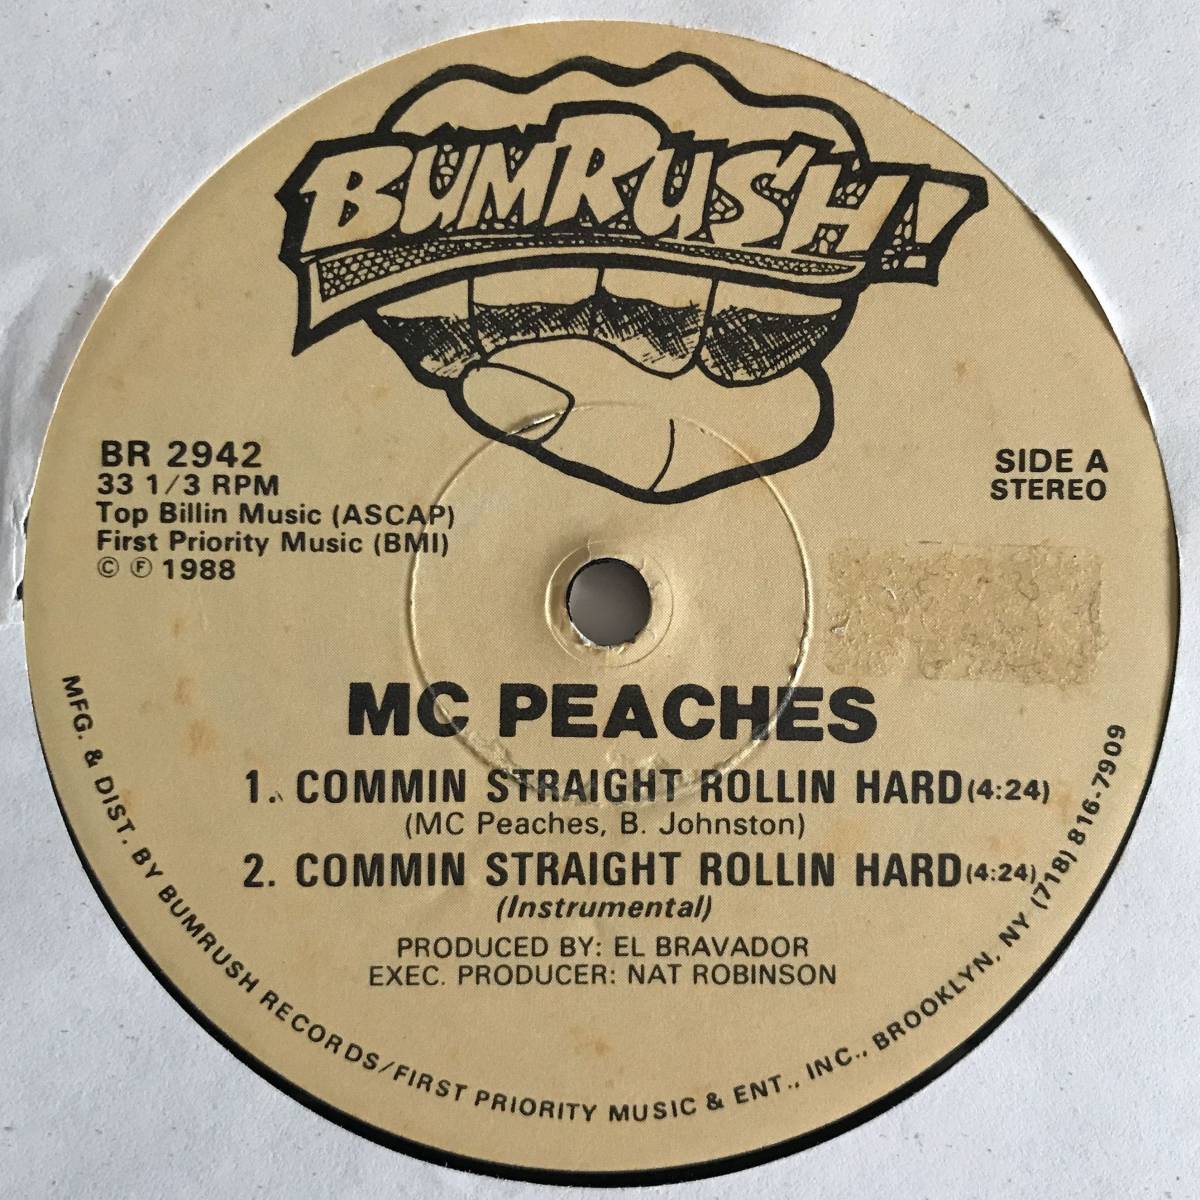 BUMRUSH!
BR 2942
33 1/3 RPM
Top Billin Music (ASCAP)
First Priority Music (BMI)
© Ⓕ 1988
SIDE A
STEREO
MC PEACHES
1. COMMIN STRAIGHT ROLLIN HARD (4:24)
(MC Peaches, B. Johnston)
2. COMMIN STRAIGHT ROLLIN HARD (4:24)
(Instrumental)
PRODUCED BY: EL BRAVADOR
EXEC. PRODUCER: NAT ROBINSON
MFG. & DIST. BY BUMRUSH RECORDS/FIRST PRIORITY MUSIC & ENT., INC., BROOKLYN, NY (718) 816-7909